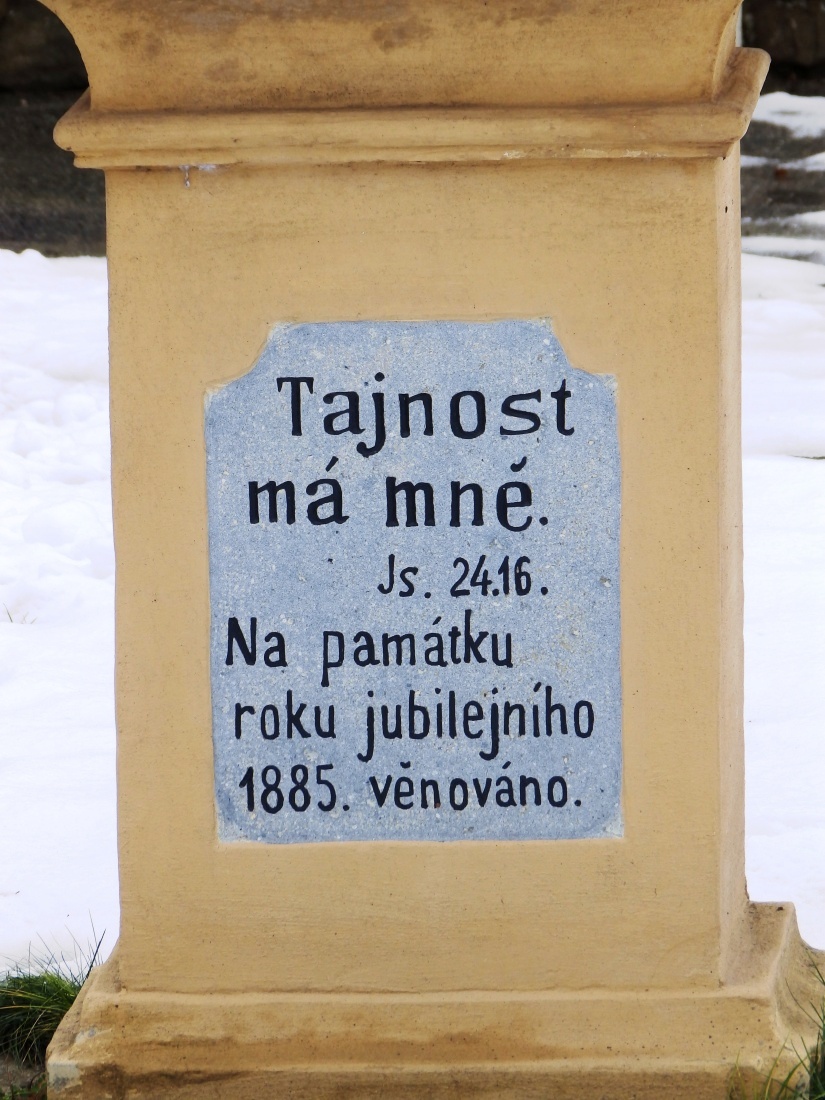 Tajnost
má mně.
Js. 24.16.
Na památku
roku jubilejního
1885. věnováno.